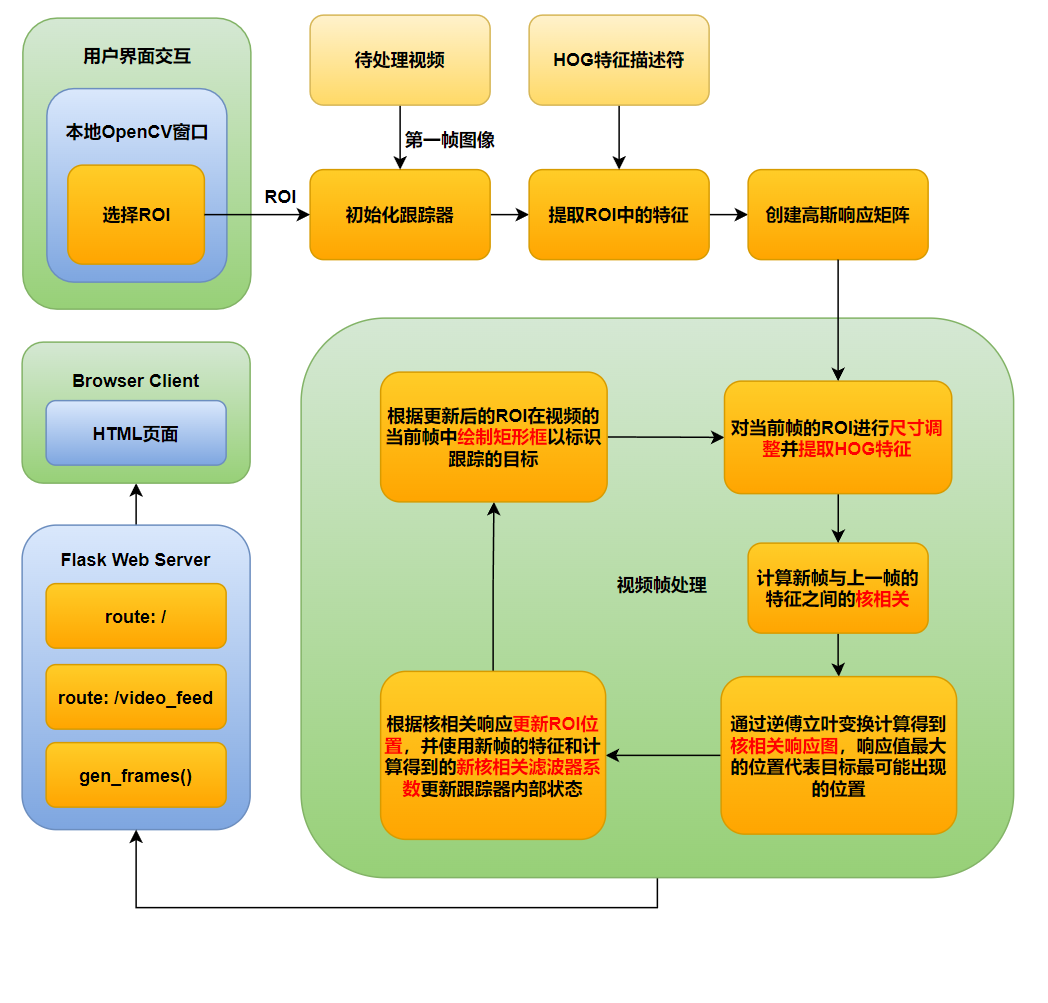 用户界面交互
本地OpenCV窗口
选择ROI
ROI
待处理视频
第一帧图像
HOG特征描述符
初始化跟踪器
提取ROI中的特征
创建高斯响应矩阵
Browser Client
HTML页面
Flask Web Server
route: /
route: /video_feed
gen_frames()
根据更新后的ROI在视频的
当前帧中绘制矩形框以标识
跟踪的目标
对当前帧的ROI进行尺寸调
整并提取HOG特征
视频帧处理
计算新帧与上一帧的
特征之间的核相关
根据核相关响应更新ROI位
置，并使用新帧的特征和计
算得到的新核相关滤波器系
数更新跟踪器内部状态
通过逆傅立叶变换计算得到
核相关响应图，响应值最大
的位置代表目标最可能出现
的位置